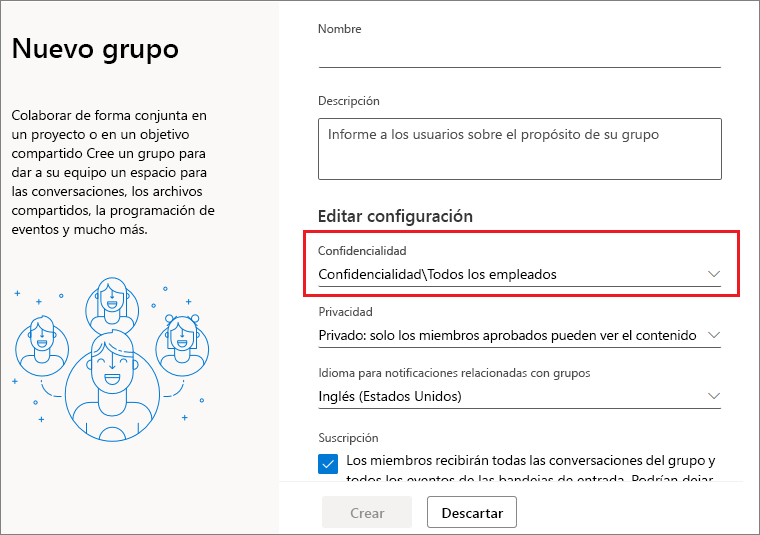 Nuevo grupo
Colaborar de forma conjunta en
un proyecto o en un objetivo
compartido Cree un grupo para
dar a su equipo un espacio para
las conversaciones, los archivos
compartidos, la programación de
eventos y mucho más.
Nombre
Descripción
Informe a los usuarios sobre el propósito de su grupo
Editar configuración
Confidencialidad
Confidencialidad\Todos los empleados
Privacidad
Privado: solo los miembros aprobados pueden ver el contenido
Idioma para notificaciones relacionadas con grupos
Inglés (Estados Unidos)
Suscripción
Los miembros recibirán todas las conversaciones del grupo y
todos los eventos de las bandejas de entrada. Podrían dejar
Crear
Descartar